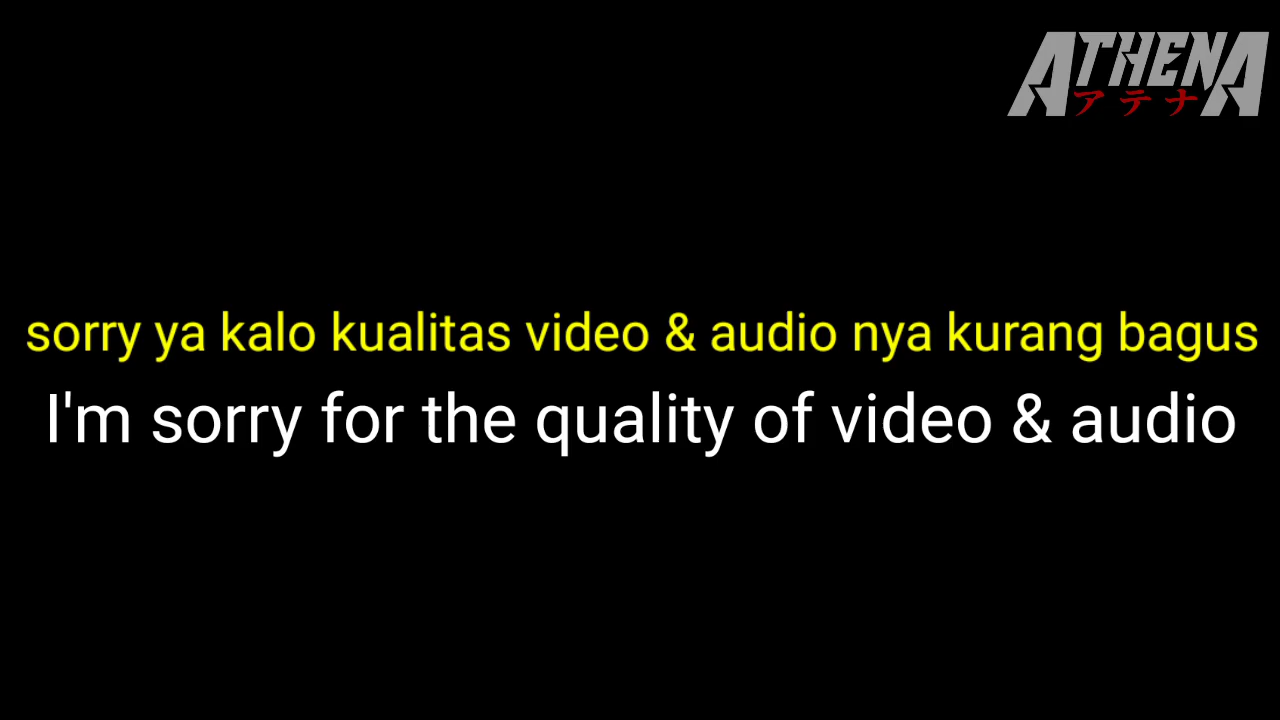 ATHENA
アテナ
sorry ya kalo kualitas video & audio nya kurang bagus
I'm sorry for the quality of video & audio